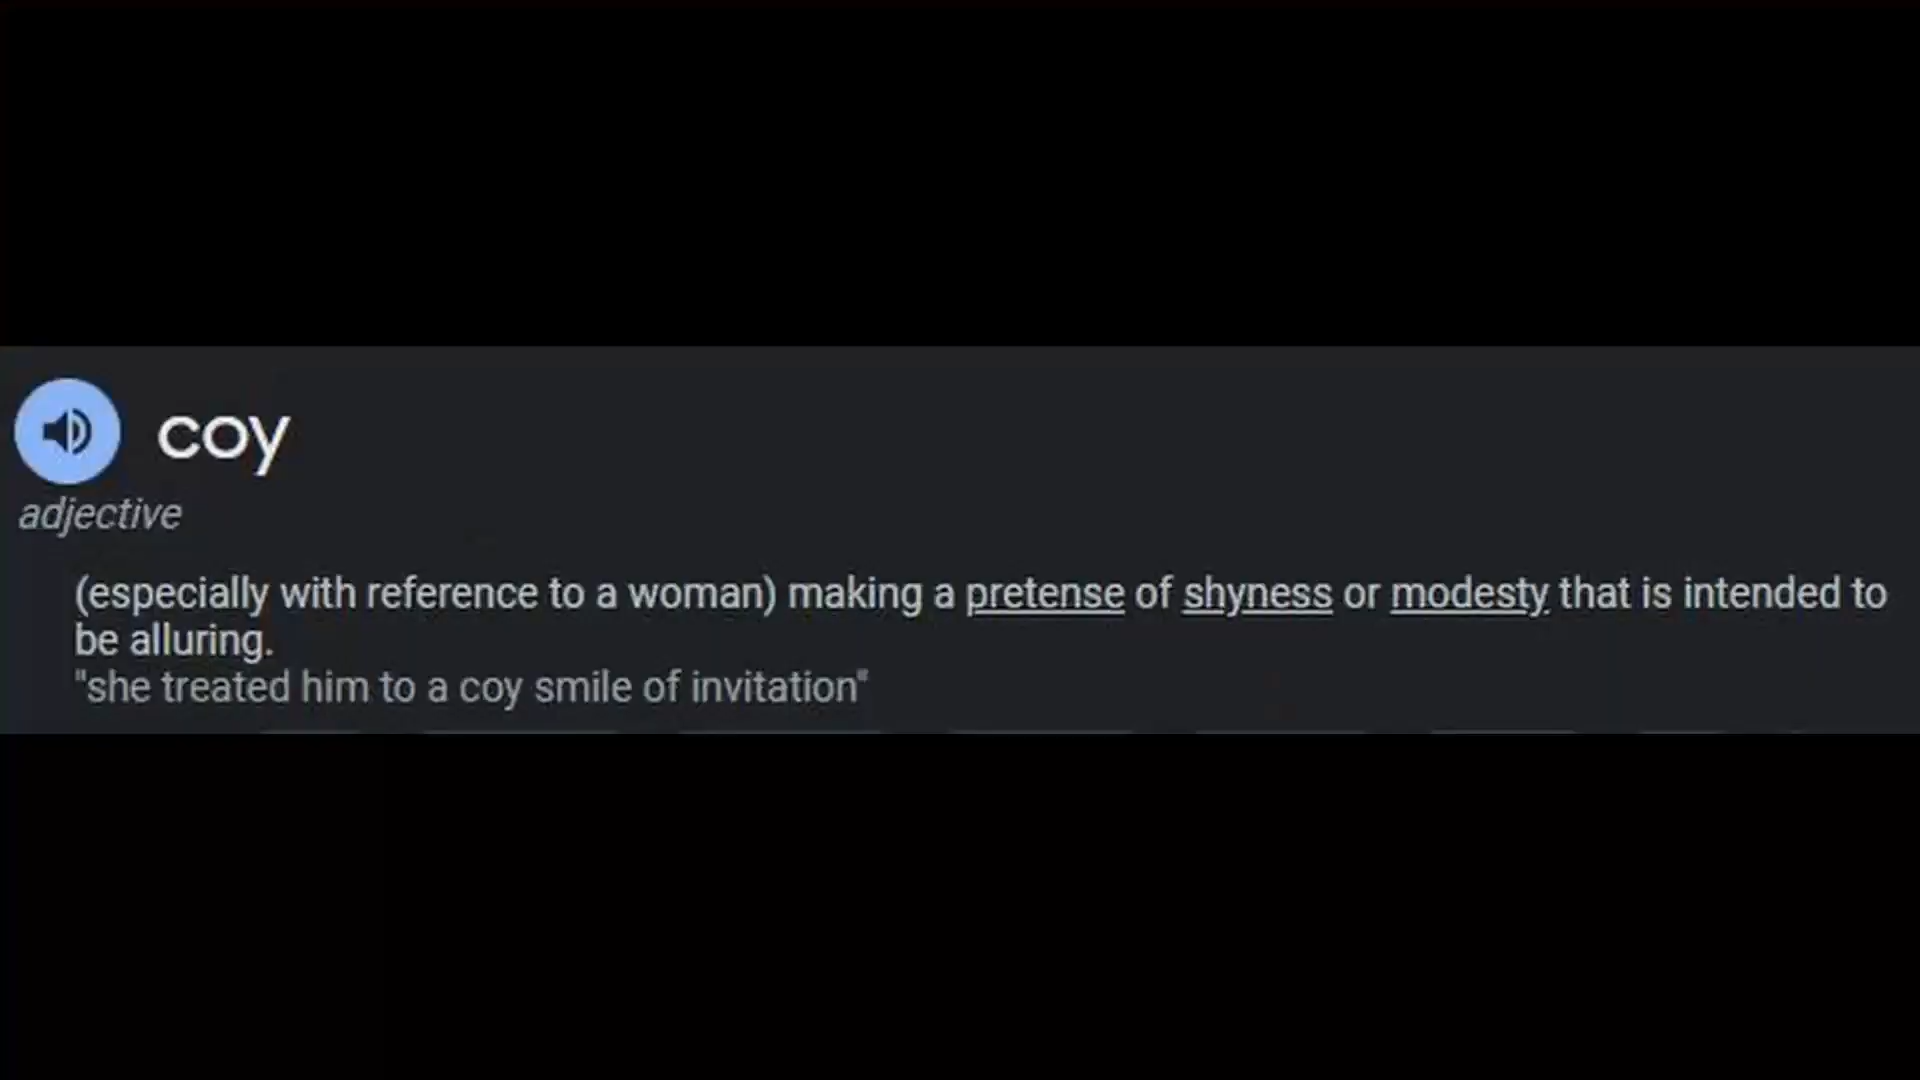 coy
adjective
(especially with reference to a woman) making a pretense of shyness or modesty that is intended to
be alluring.
"she treated him to a coy smile of invitation"